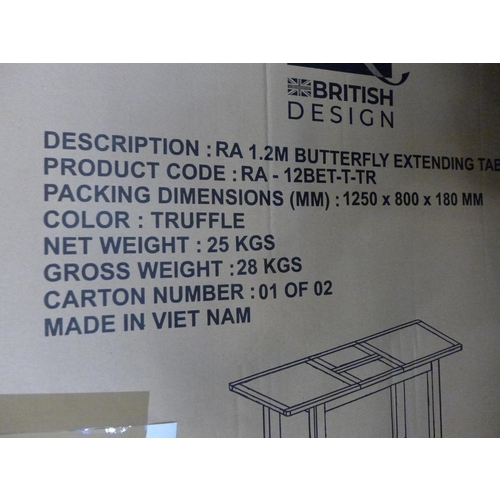 BRITISH
DESIGN
DESCRIPTION : RA 1.2M BUTTERFLY EXTENDING TAB
PRODUCT CODE : RA - 12BET-T-TR
PACKING DIMENSIONS (MM) : 1250 x 800 x 180 MM
COLOR : TRUFFLE
NET WEIGHT : 25 KGS
GROSS WEIGHT : 28 KGS
CARTON NUMBER : 01 OF 02
MADE IN VIET NAM